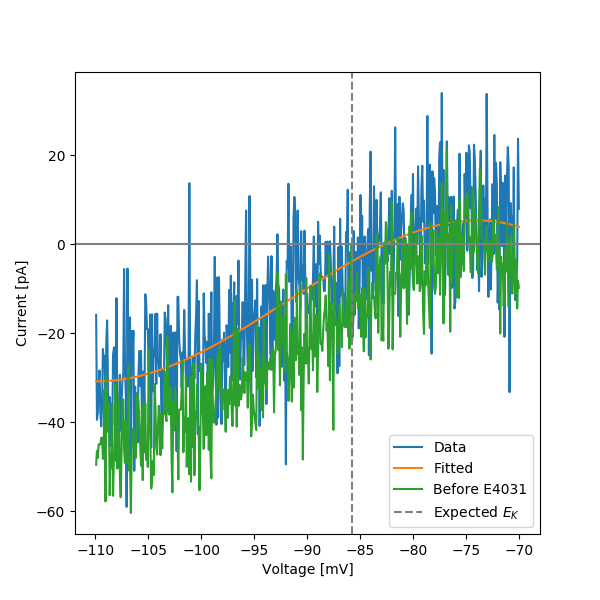 20
0
−20
−40
−60
Current [pA]
Data
Fitted
Before E4031
Expected E_K
−110 −105 −100 −95 −90 −85 −80 −75 −70
Voltage [mV]